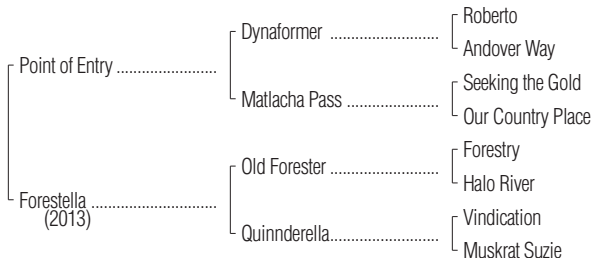 Roberto
Dynaformer ........................
Andover Way
Point of Entry ......................
Seeking the Gold
Matlacha Pass ....................
Our Country Place
Forestry
Old Forester .......................
Halo River
Forestella ...........................
(2013)
Vindication
Quinnderella.......................
Muskrat Suzie